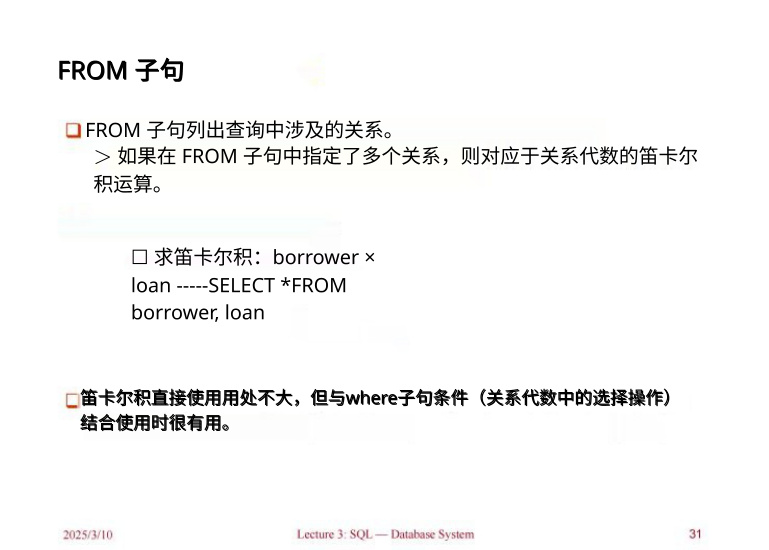 FROM 子句
FROM 子句列出查询中涉及的关系。
＞ 如果在 FROM 子句中指定了多个关系，则对应于关系代数的笛卡尔
积运算。
☐ 求笛卡尔积：borrower ×
loan -----SELECT *FROM
borrower, loan
笛卡尔积直接使用用处不大，但与where子句条件（关系代数中的选择操作）
结合使用时很有用。
2025/3/10 Lecture 3: SQL — Database System 31